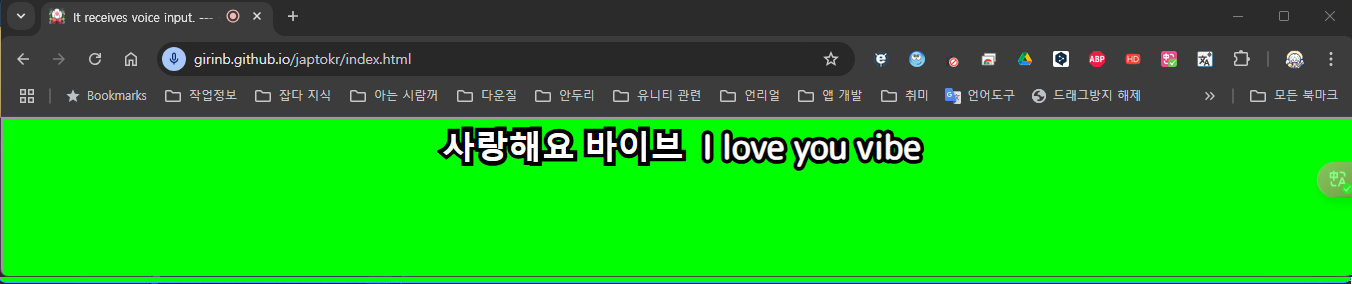 It receives voice input. ---
girinb.github.io/japtokr/index.html
ABP HD
Bookmarks 작업정보 잡다 지식 아는 시람꺼 다운질 안두리 유니티 관련 언리얼 앱 개발 취미 언어도구 드래그방지 해제 모든 북마크
사랑해요 바이브 I love you vibe